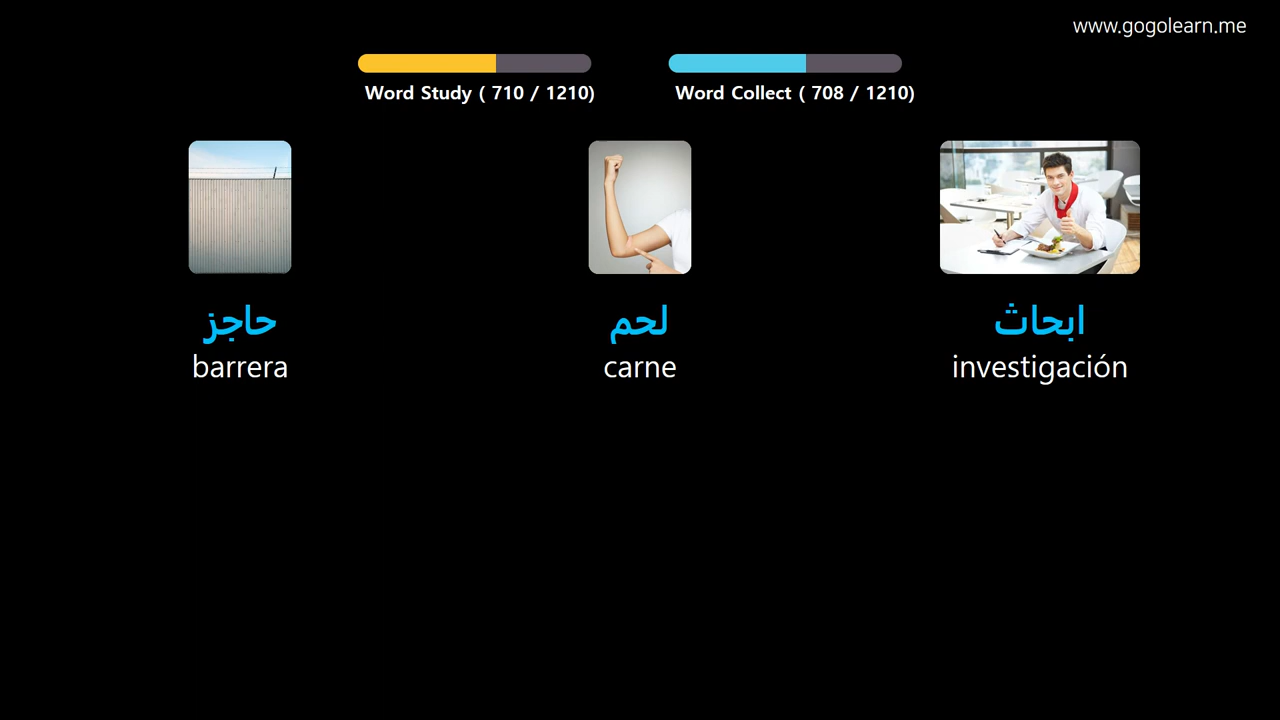 www.gogolearn.me
Word Study ( 710 / 1210)
Word Collect ( 708 / 1210)
حاجز
barrera
لحم
carne
ابحاث
investigación